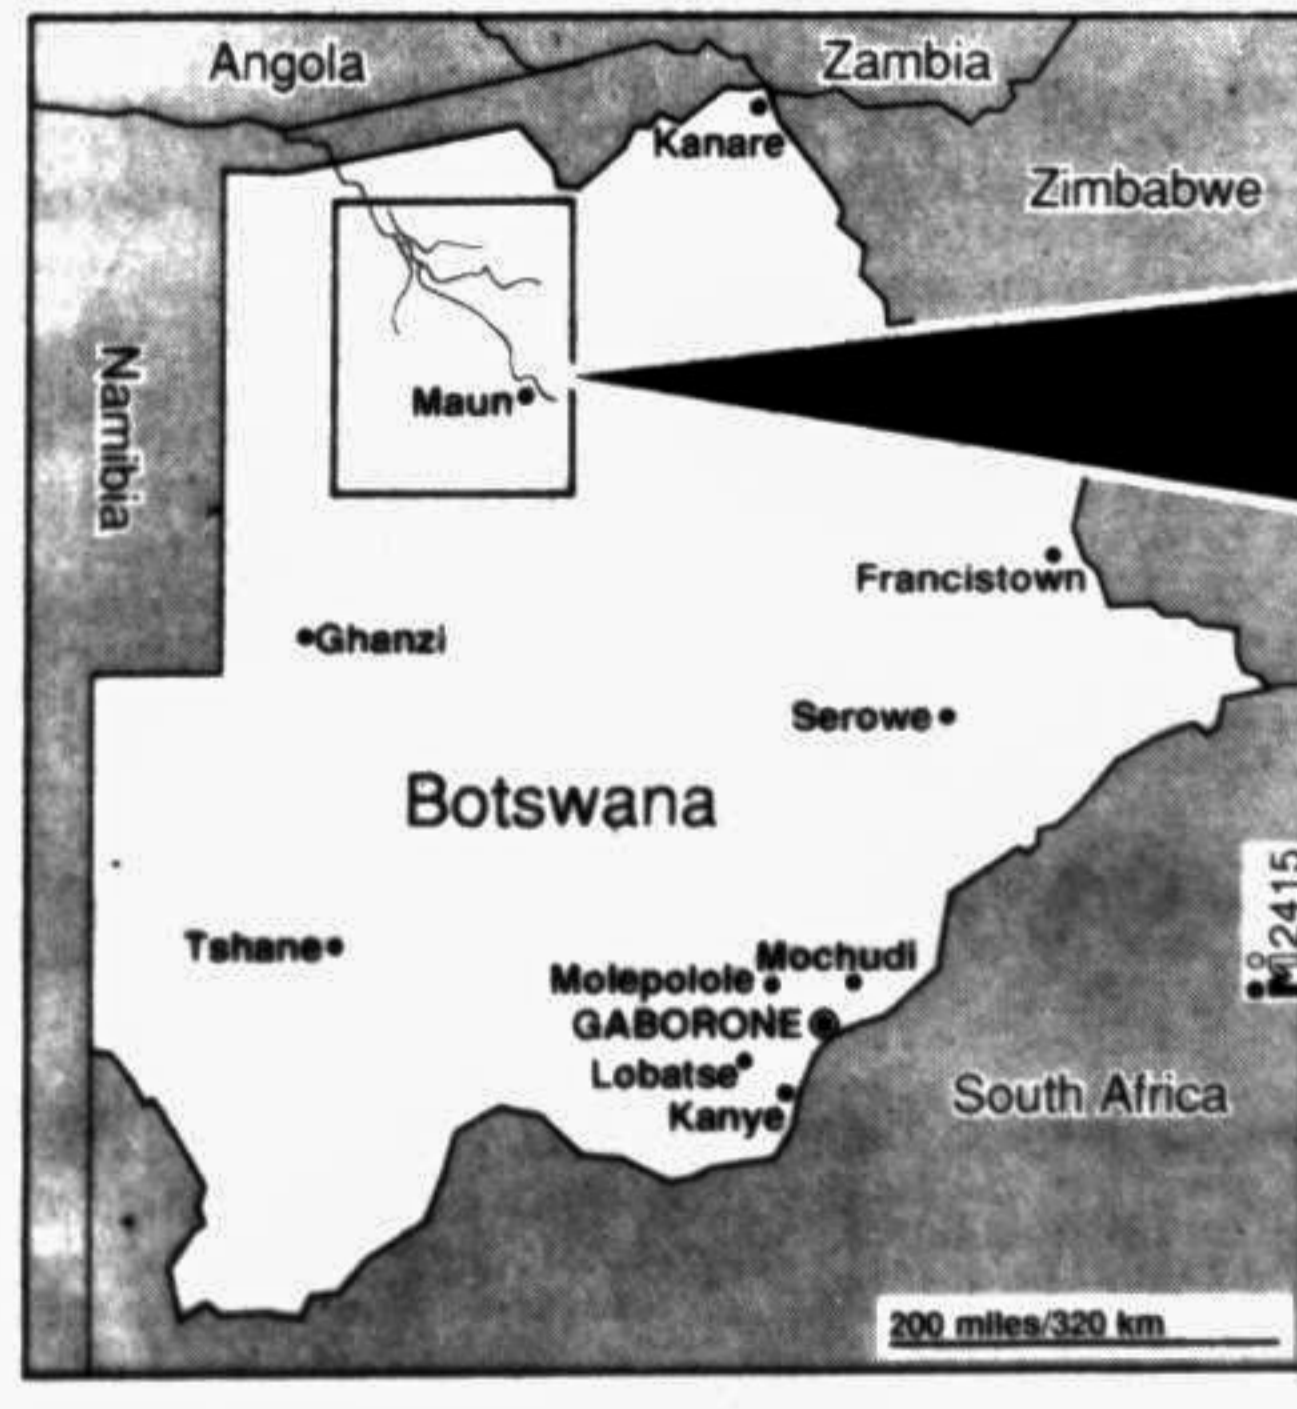 Angola
Zambia
Kanare
Zimbabwe
Namibia
Maun
Francistown
Ghanzi
Serowe
Botswana
Tshane
Mochudi
Molepolole
GABORONE
Lobatse
Kanye
South Africa
M2415
200 miles/320 km